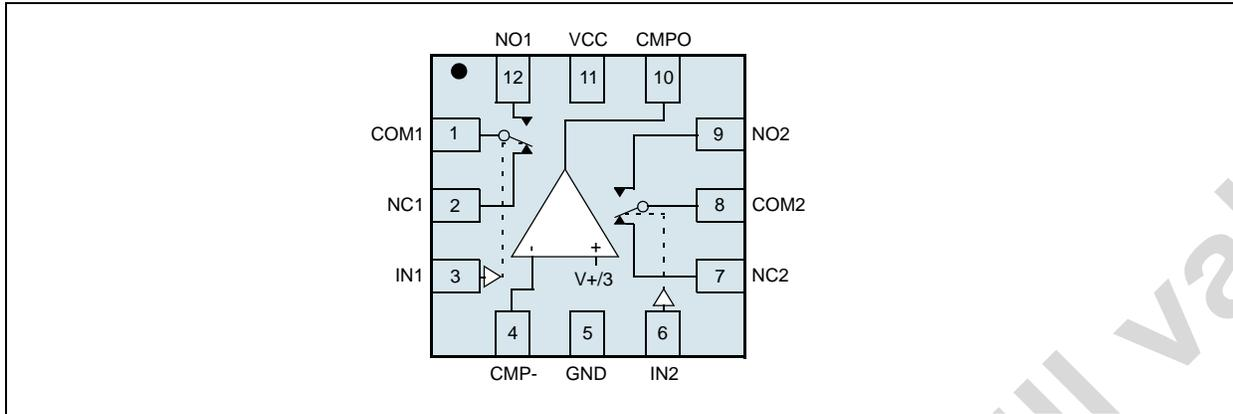 NO1 VCC CMPO
12 11 10
COM1 1 9 NO2
NC1 2 8 COM2
- +
IN1 3 V+/3 7 NC2
4 5 6
CMP- GND IN2